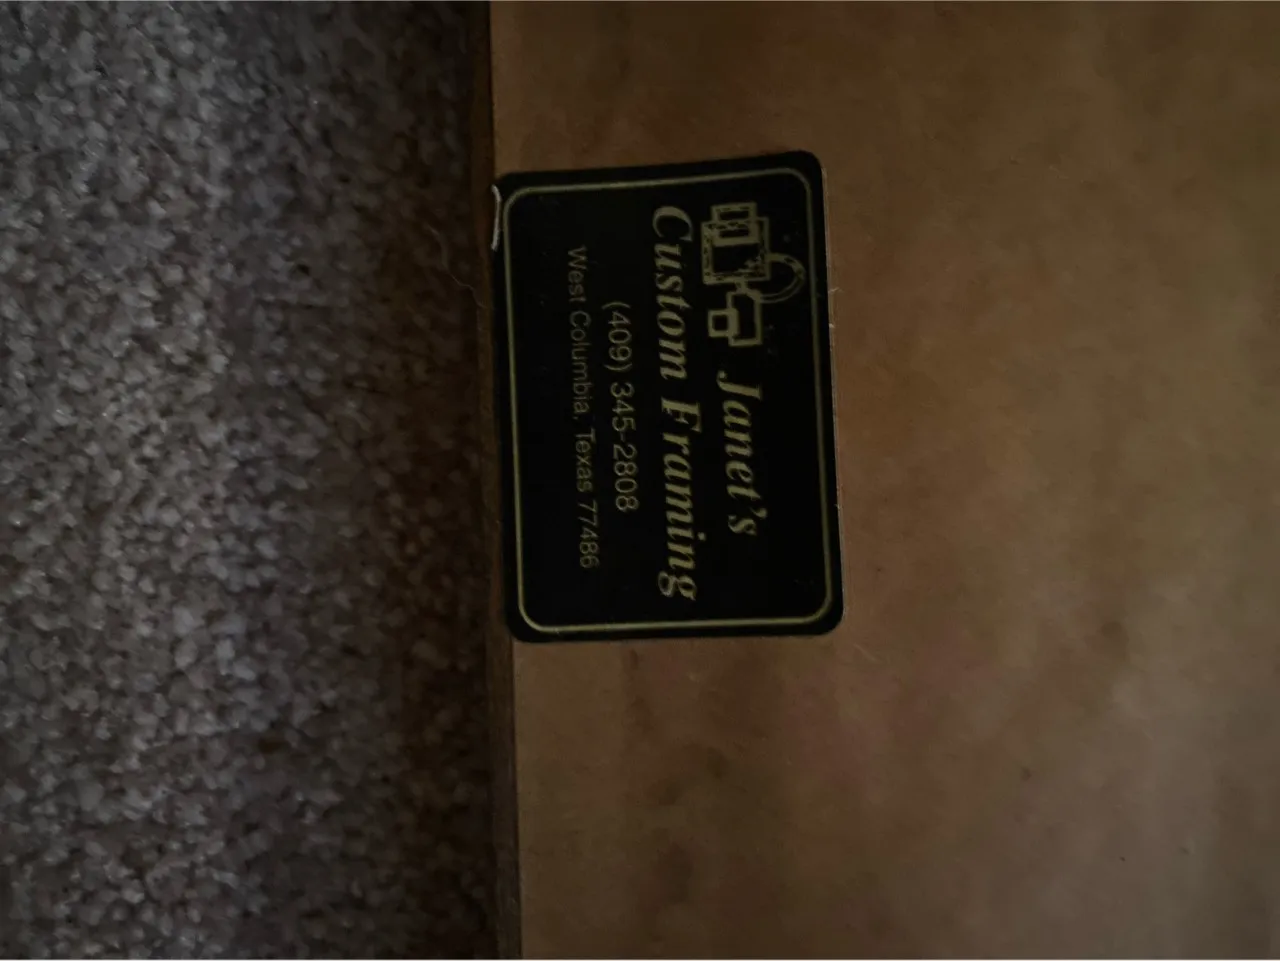 Janet's
Custom Framing
(409) 345-2808
West Columbia, Texas 77486